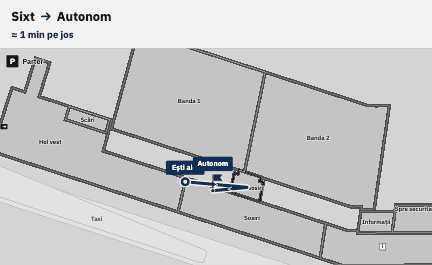 Sixt → Autonom
≈ 1 min pe jos
P Parter
Banda 1
Scări
Banda 2
Hol vest
Autonom
Ești ai
Sosiri
Taxi
Informații